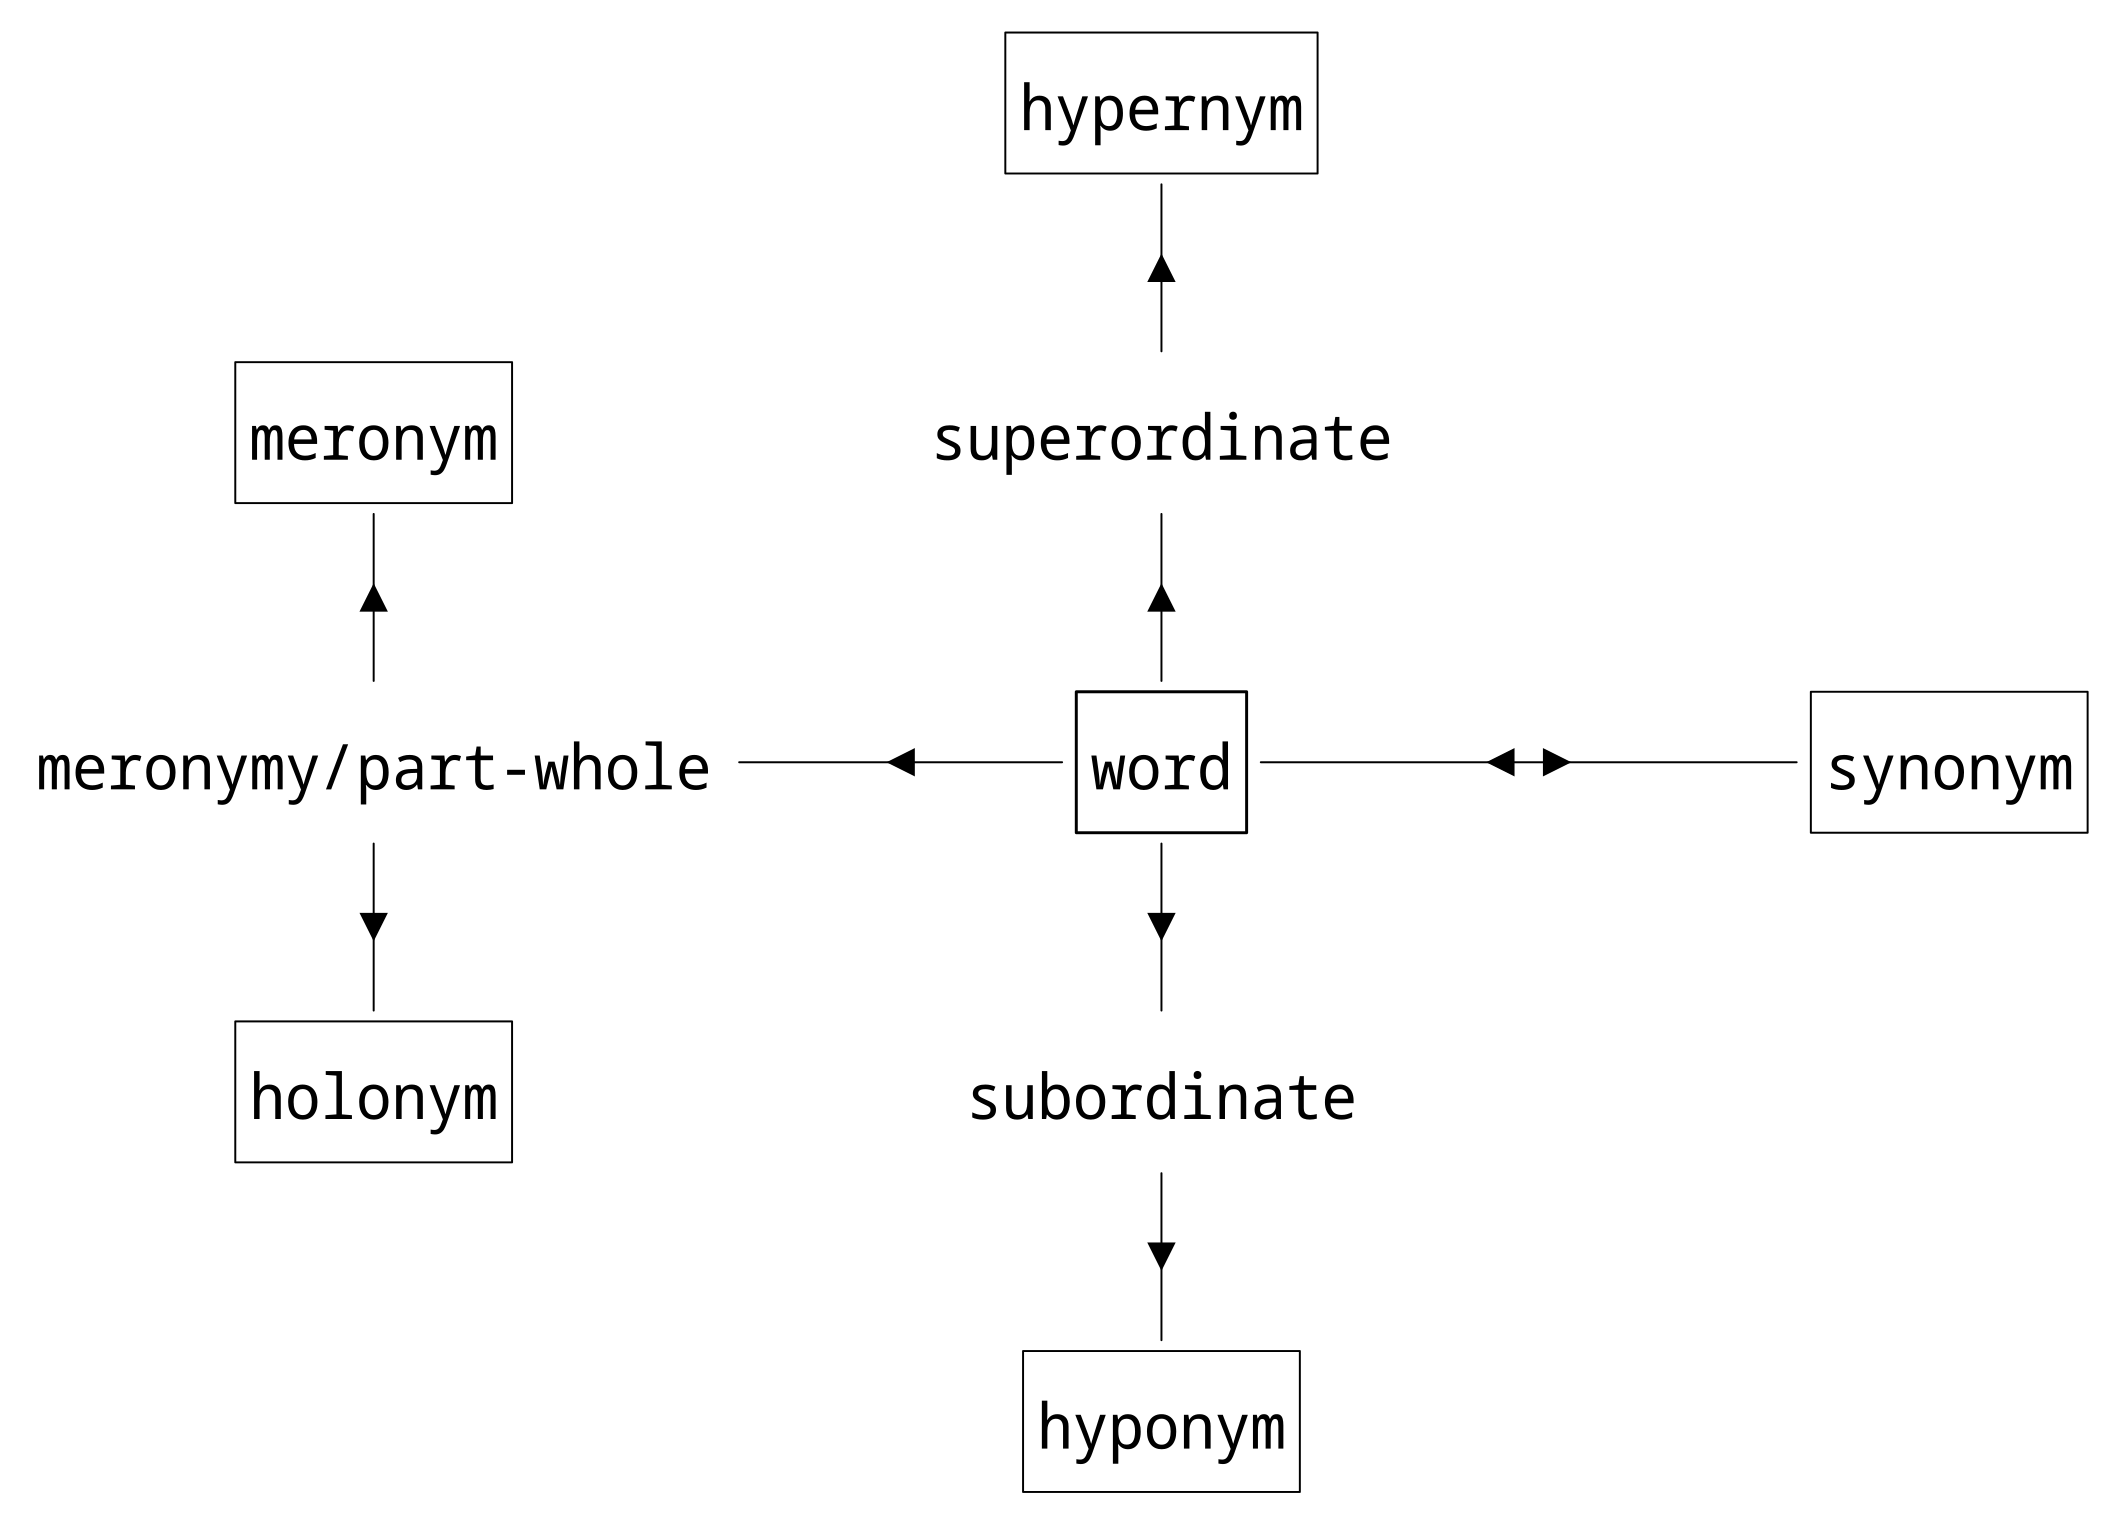 hypernym
meronym
superordinate
meronymy/part-whole
word
synonym
holonym
subordinate
hyponym